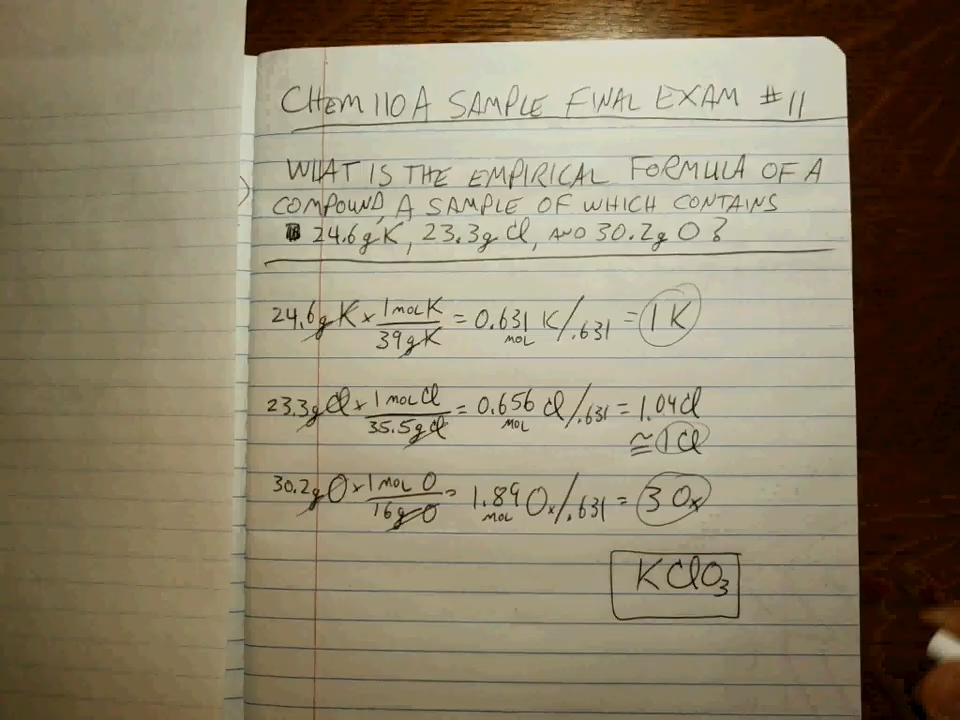 CHEM 110A SAMPLE FINAL EXAM #11
WHAT IS THE EMPIRICAL FORMULA OF A
COMPOUND, A SAMPLE OF WHICH CONTAINS
24.6g K, 23.3g Cl, AND 30.2g O?
24.6g K x 1 mol K / 39g K = 0.631 mol K/.631 = 1 K
23.3g Cl x 1 mol Cl / 35.5g Cl = 0.656 mol Cl/.631 = 1.04 Cl
≅ 1 Cl
30.2g O x 1 mol O / 16g O = 1.89 mol Ox/.631 = 3 Ox
KClO₃